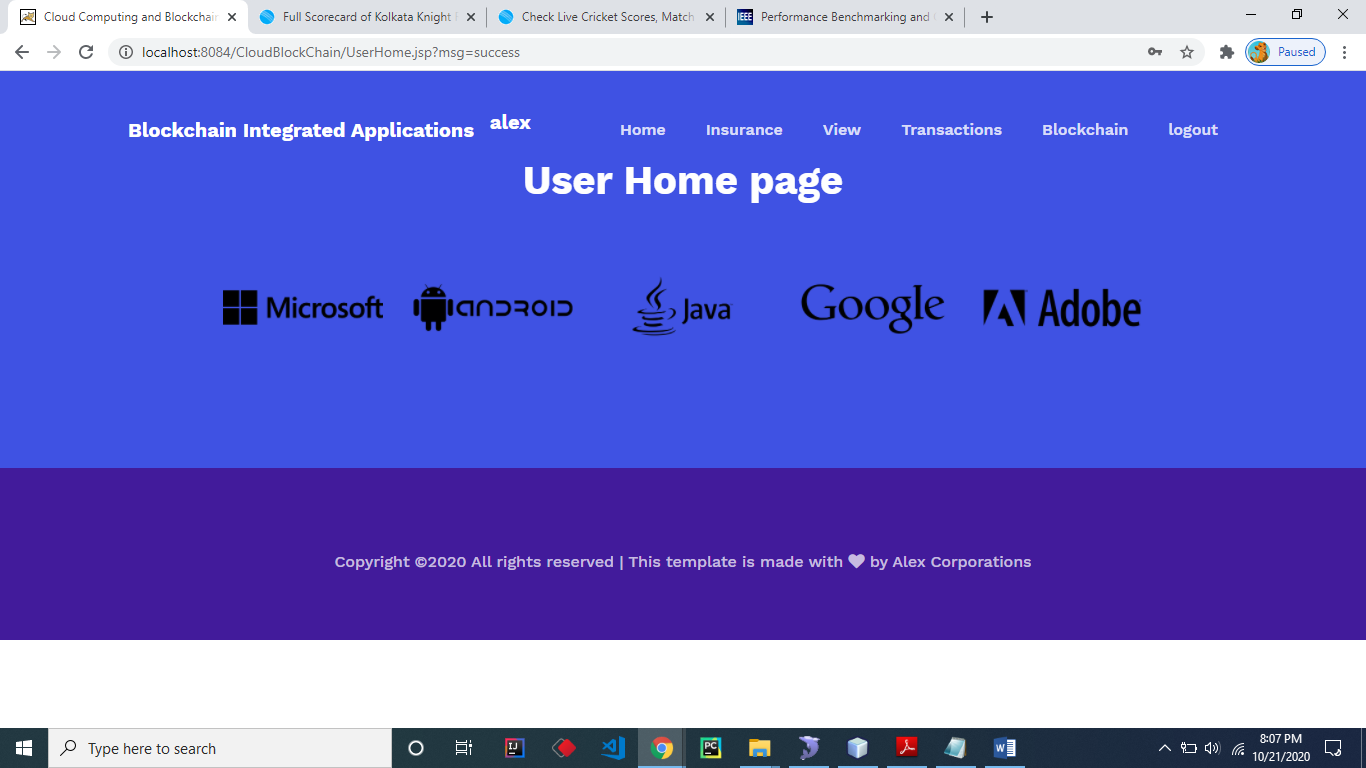 Cloud Computing and Blockchain
Full Scorecard of Kolkata Knight
Check Live Cricket Scores, Match
Performance Benchmarking and
localhost:8084/CloudBlockChain/UserHome.jsp?msg=success
Paused
Blockchain Integrated Applications alex
Home Insurance View Transactions Blockchain logout
User Home page
Microsoft android Java Google Adobe
Copyright ©2020 All rights reserved | This template is made with by Alex Corporations
Type here to search
8:07 PM
10/21/2020